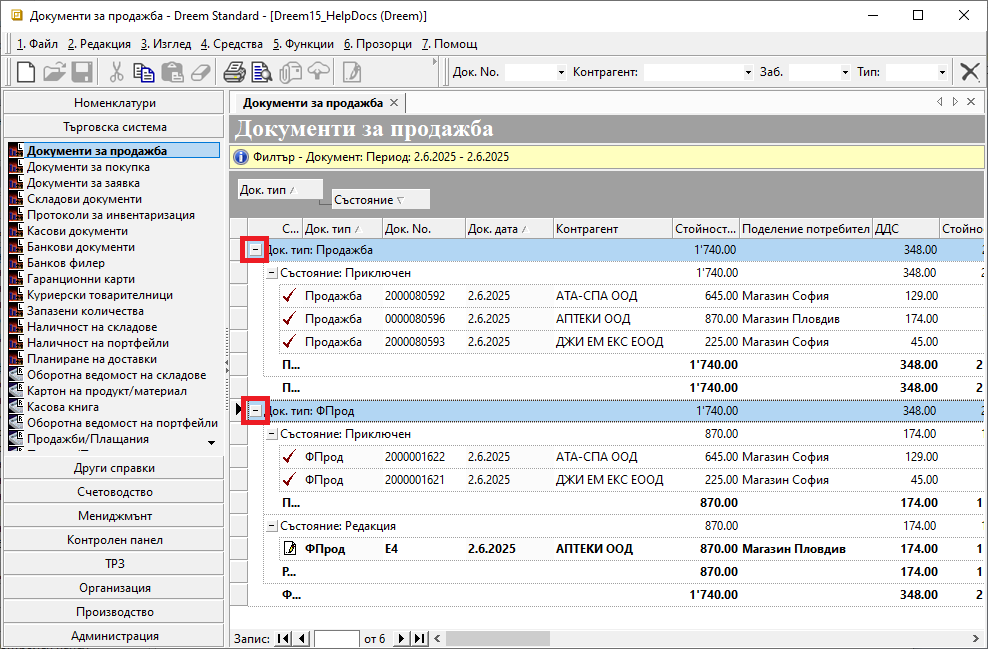 Документи за продажба - Dreem Standard - [Dreem15_HelpDocs (Dreem)]
1. Файл 2. Редакция 3. Изглед 4. Средства 5. Функции 6. Прозорци 7. Помощ
Док. No. Контрагент: Заб. Тип:
Номенклатури
Търговска система
Документи за продажба
Документи за покупка
Документи за заявка
Складови документи
Протоколи за инвентаризация
Касови документи
Банкови документи
Банков филер
Гаранционни карти
Куриерски товарителници
Запазени количества
Наличност на складове
Наличност на портфейли
Планиране на доставки
Оборотна ведомост на складове
Картон на продукт/материал
Касова книга
Оборотна ведомост на портфейли
Продажби/Плащания
Други справки
Счетоводство
Мениджмънт
Контролен панел
ТРЗ
Организация
Производство
Администрация
Документи за продажба
Документи за продажба
Филтър - Документ: Период: 2.6.2025 - 2.6.2025
Док. тип
Състояние
С... Док. тип Док. No. Док. дата Контрагент Стойност... Поделение потребител ДДС Стойно
Док. тип: Продажба 1'740.00 348.00 2
Състояние: Приключен 1'740.00 348.00 2
Продажба 2000080592 2.6.2025 АТА-СПА ООД 645.00 Магазин София 129.00
Продажба 2000080596 2.6.2025 АПТЕКИ ООД 870.00 Магазин Пловдив 174.00
Продажба 2000080593 2.6.2025 ДЖИ ЕМ ЕКС ЕООД 225.00 Магазин София 45.00
П... 1'740.00 348.00 2
П... 1'740.00 348.00 2
Док. тип: ФПрод 1'740.00 348.00 2
Състояние: Приключен 870.00 174.00 1
ФПрод 2000001622 2.6.2025 АТА-СПА ООД 645.00 Магазин София 129.00
ФПрод 2000001621 2.6.2025 ДЖИ ЕМ ЕКС ЕООД 225.00 Магазин София 45.00
П... 870.00 174.00 1
Състояние: Редакция 870.00 174.00 1
ФПрод Е4 2.6.2025 АПТЕКИ ООД 870.00 Магазин Пловдив 174.00 1
Р... 870.00 174.00 1
Ф... 1'740.00 348.00 2
Запис: от 6